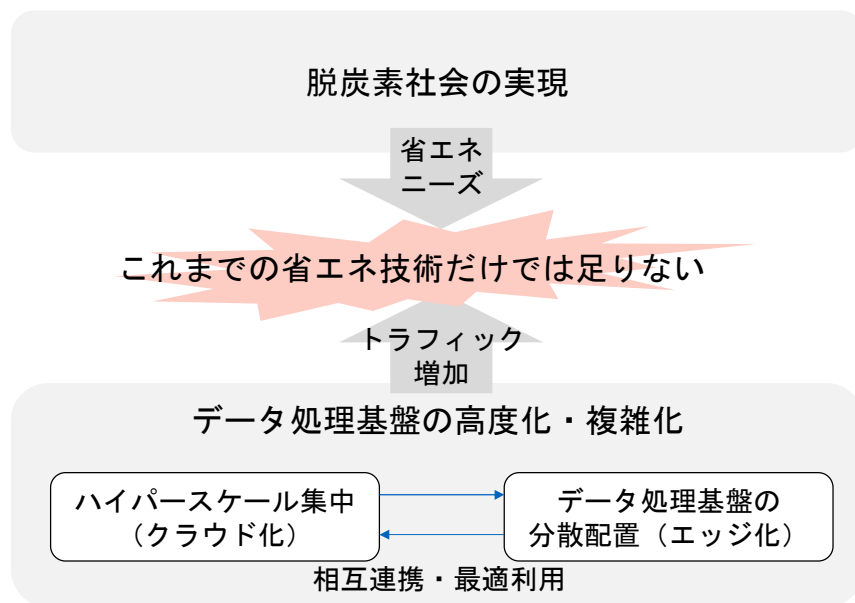 脱炭素社会の実現
省エネ
ニーズ
これまでの省エネ技術だけでは足りない
トラフィック
増加
データ処理基盤の高度化・複雑化
ハイパースケール集中
（クラウド化）
データ処理基盤の
分散配置（エッジ化）
相互連携・最適利用